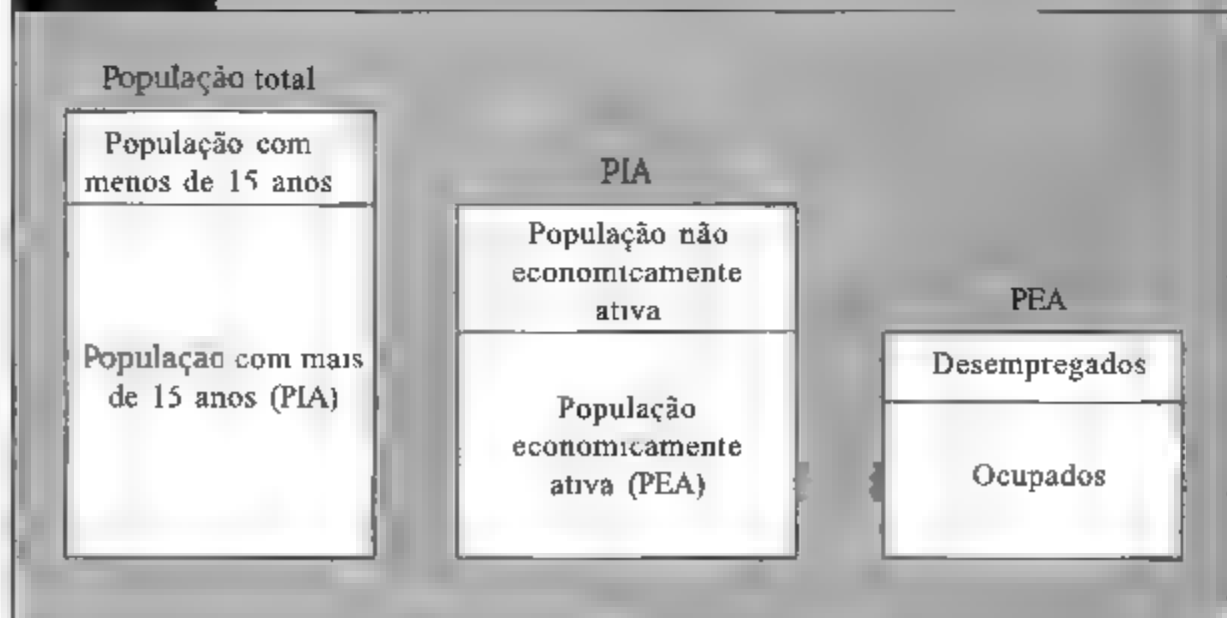 População total
População com
menos de 15 anos
População com mais
de 15 anos (PIA)
PIA
População não
economicamente
ativa
População
economicamente
ativa (PEA)
PEA
Desempregados
Ocupados